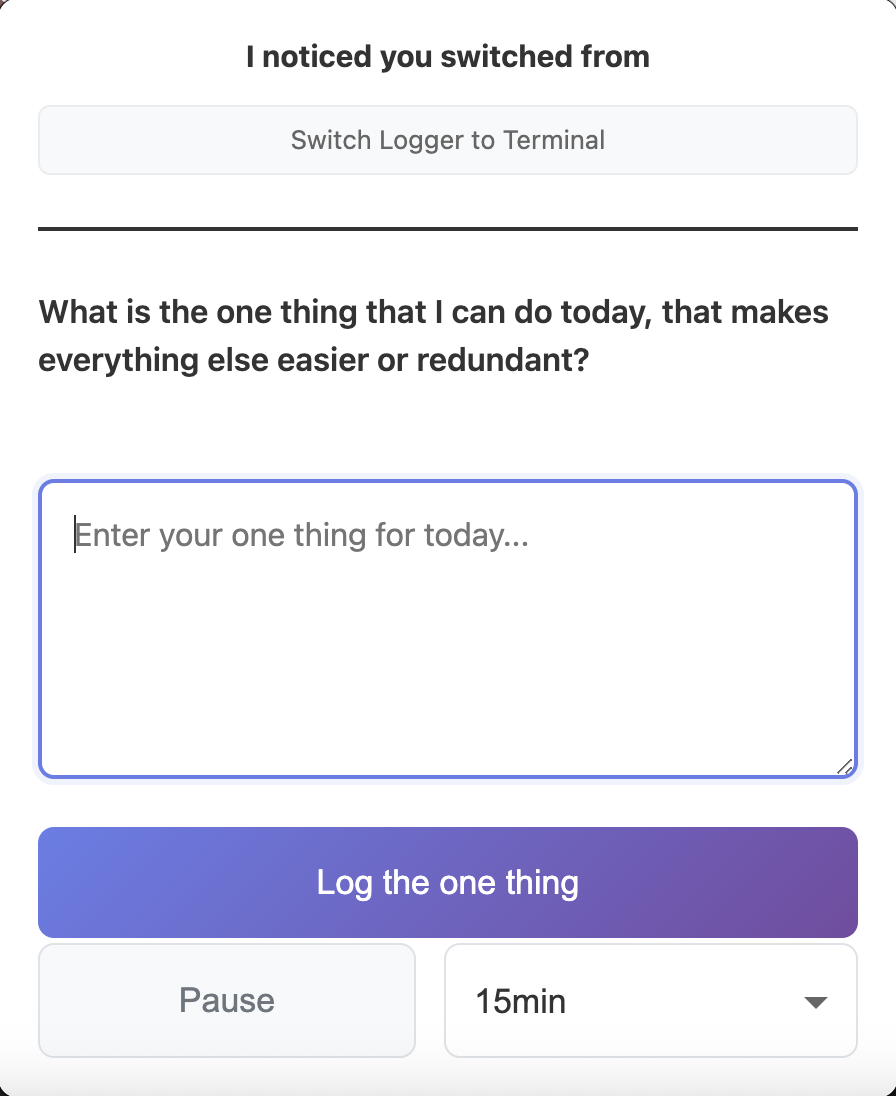 I noticed you switched from
Switch Logger to Terminal
What is the one thing that I can do today, that makes
everything else easier or redundant?
Enter your one thing for today...
Log the one thing
Pause
15min